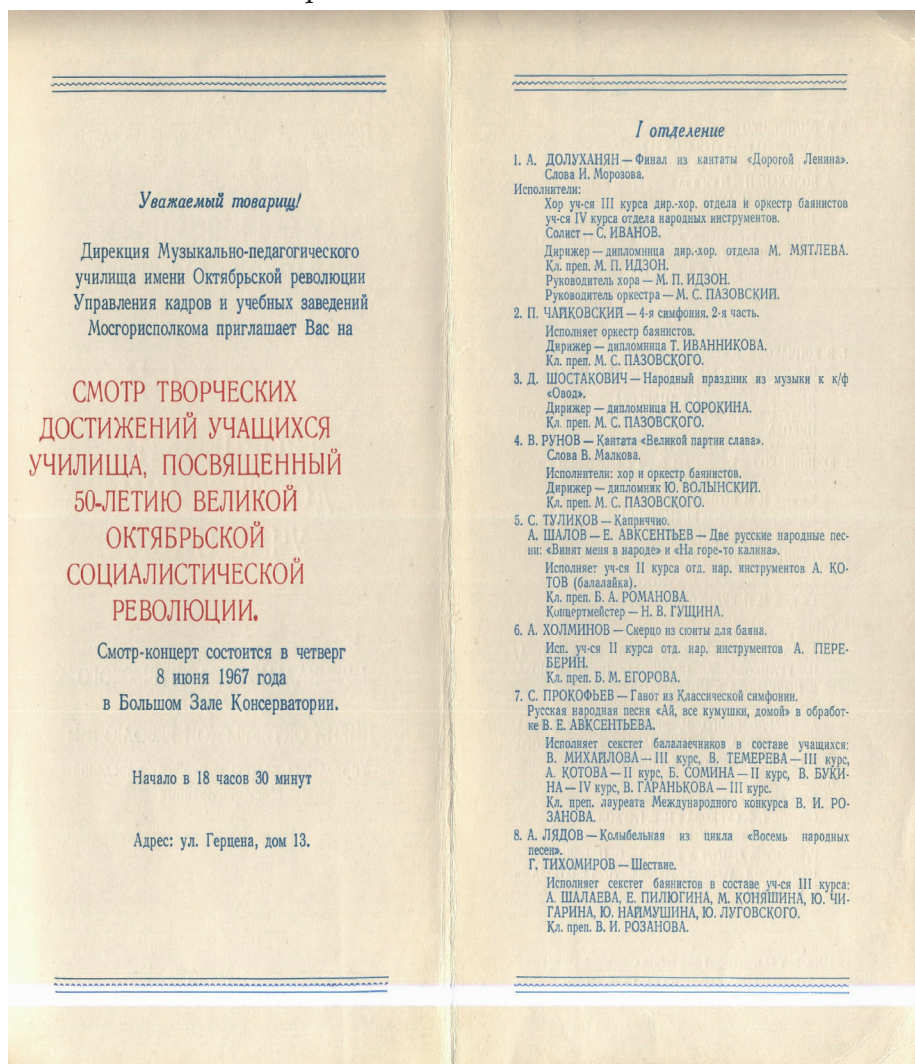 Уважаемый товарищ!
Дирекция Музыкально-педагогического
училища имени Октябрьской революции
Управления кадров и учебных заведений
Мосгорисполкома приглашает Вас на
СМОТР ТВОРЧЕСКИХ
ДОСТИЖЕНИЙ УЧАЩИХСЯ
УЧИЛИЩА, ПОСВЯЩЕННЫЙ
50-ЛЕТИЮ ВЕЛИКОЙ
ОКТЯБРЬСКОЙ
СОЦИАЛИСТИЧЕСКОЙ
РЕВОЛЮЦИИ.
Смотр-концерт состоится в четверг
8 июня 1967 года
в Большом Зале Консерватории.
Начало в 18 часов 30 минут
Адрес: ул. Герцена, дом 13.
I отделение
1. А. ДОЛУХАНЯН — Финал из кантаты «Дорогой Ленина».
Слова И. Морозова.
Исполнители:
Хор уч-ся III курса дир.-хор. отдела и оркестр баянистов
уч-ся IV курса отдела народных инструментов.
Солист — С. ИВАНОВ.
Дирижер — дипломница дир.-хор. отдела М. МЯТЛЕВА.
Кл. преп. М. П. ИДЗОН.
Руководитель хора — М. П. ИДЗОН.
Руководитель оркестра — М. С. ПАЗОВСКИЙ.
2. П. ЧАЙКОВСКИЙ — 4-я симфония, 2-я часть.
Исполняет оркестр баянистов.
Дирижер — дипломница Т. ИВАННИКОВА.
Кл. преп. М. С. ПАЗОВСКОГО.
3. Д. ШОСТАКОВИЧ — Народный праздник из музыки к к/ф
«Овод».
Дирижер — дипломница Н. СОРОКИНА.
Кл. преп. М. С. ПАЗОВСКОГО.
4. В. РУНОВ — Кантата «Великой партии слава».
Слова В. Малкова.
Исполнители: хор и оркестр баянистов.
Дирижер — дипломник Ю. ВОЛЫНСКИЙ.
Кл. преп. М. С. ПАЗОВСКОГО.
5. С. ТУЛИКОВ — Каприччио.
А. ШАЛОВ — Е. АВКСЕНТЬЕВ — Две русские народные пес-
ни: «Винят меня в народе» и «На горе-то калина».
Исполняет уч-ся II курса отд. нар. инструментов А. КО-
ТОВ (балалайка).
Кл. преп. Б. А. РОМАНОВА.
Концертмейстер — Н. В. ГУЩИНА.
6. А. ХОЛМИНОВ — Скерцо из сюиты для баяна.
Исп. уч-ся II курса отд. нар. инструментов А. ПЕРЕ-
БЕРИН.
Кл. преп. Б. М. ЕГОРОВА.
7. С. ПРОКОФЬЕВ — Гавот из Классической симфонии.
Русская народная песня «Ай, все кумушки, домой» в обработ-
ке В. Е. АВКСЕНТЬЕВА.
Исполняет секстет балалаечников в составе учащихся:
В. МИХАЙЛОВА — III курс, В. ТЕМЕРЕВА — III курс,
А. КОТОВА — II курс, Б. СОМИНА — II курс, В. БУКИ-
НА — IV курс, В. ГАРАНЬКОВА — III курс.
Кл. преп. лауреата Международного конкурса В. И. РО-
ЗАНОВА.
8. А. ЛЯДОВ — Колыбельная из цикла «Восемь народных
песен».
Г. ТИХОМИРОВ — Шествие.
Исполняет секстет баянистов в составе уч-ся III курса:
А. ШАЛАЕВА, Е. ПИЛЮГИНА, М. КОНЯШИНА, Ю. ЧИ-
ГАРИНА, Ю. НАЙМУШИНА, Ю. ЛУГОВСКОГО.
Кл. преп. В. И. РОЗАНОВА.